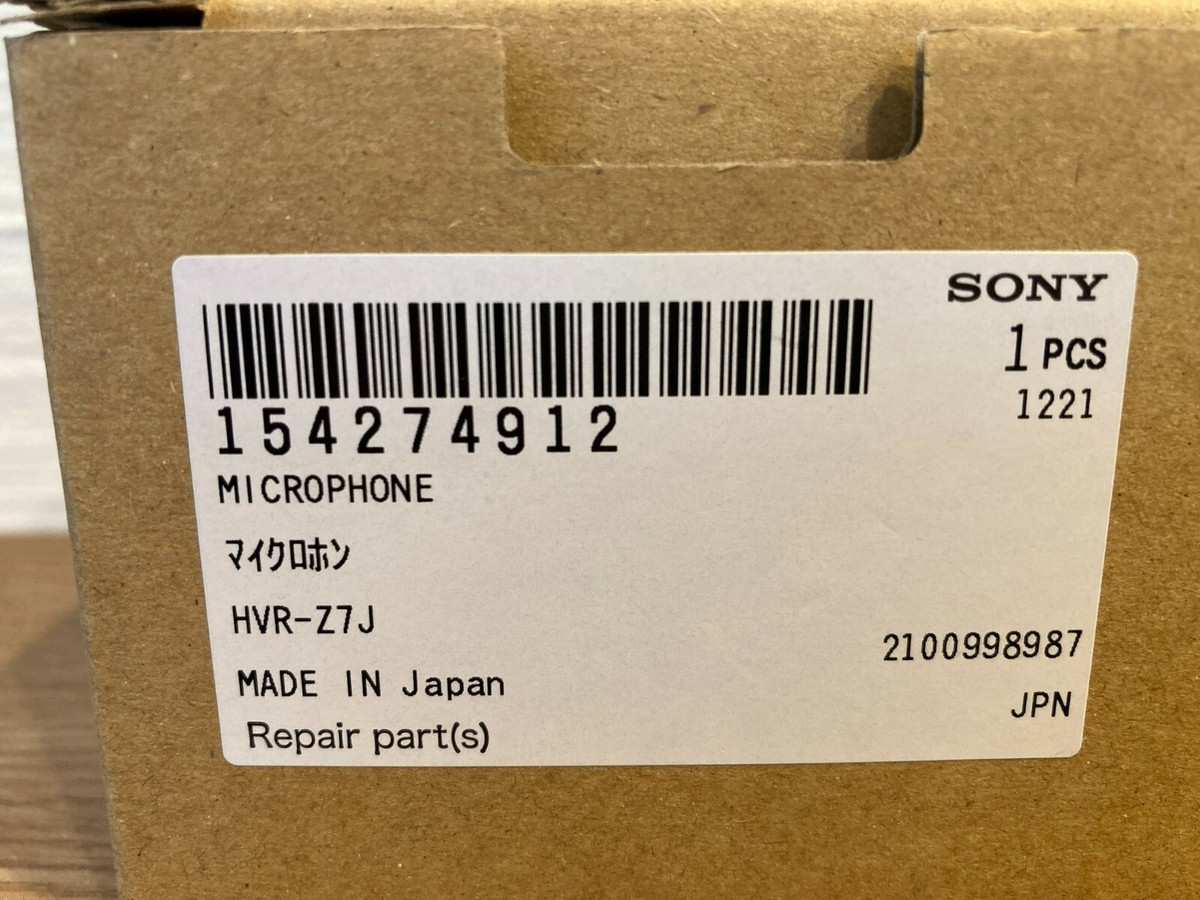 SONY
1 PCS
1221
154274912
MICROPHONE
マイクロホン
HVR-Z7J
2100998987
MADE IN Japan
JPN
Repair part(s)